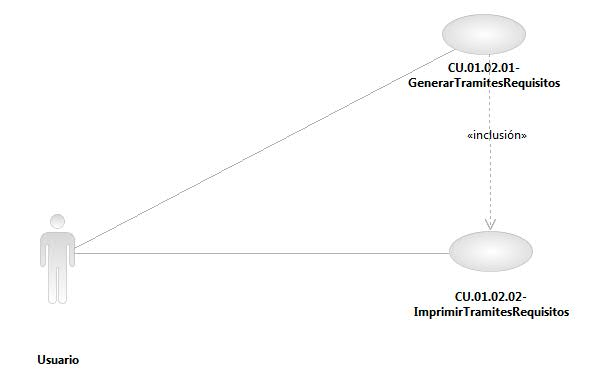 CU.01.02.01-
GenerarTramitesRequisitos
«inclusión»
CU.01.02.02-
ImprimirTramitesRequisitos
Usuario